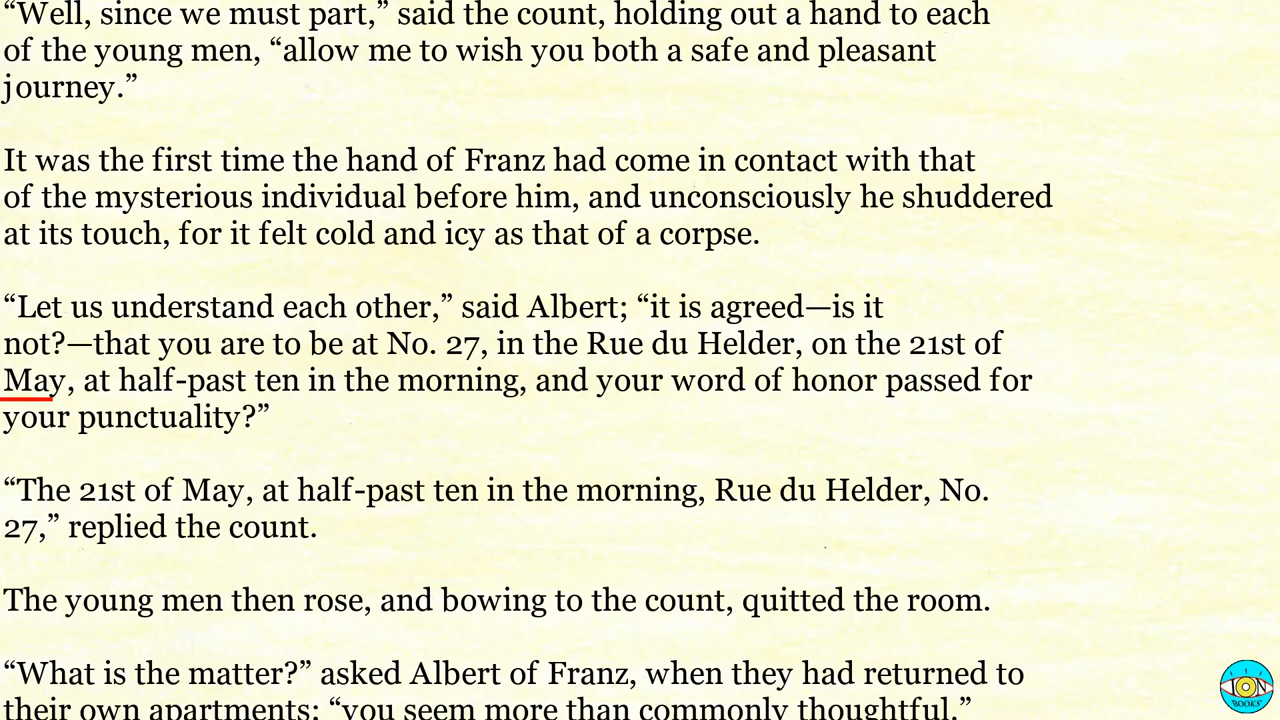 “Well, since we must part,” said the count, holding out a hand to each
of the young men, “allow me to wish you both a safe and pleasant
journey.”
It was the first time the hand of Franz had come in contact with that
of the mysterious individual before him, and unconsciously he shuddered
at its touch, for it felt cold and icy as that of a corpse.
“Let us understand each other,” said Albert; “it is agreed—is it
not?—that you are to be at No. 27, in the Rue du Helder, on the 21st of
May, at half-past ten in the morning, and your word of honor passed for
your punctuality?”
“The 21st of May, at half-past ten in the morning, Rue du Helder, No.
27,” replied the count.
The young men then rose, and bowing to the count, quitted the room.
“What is the matter?” asked Albert of Franz, when they had returned to
their own apartments; “you seem more than commonly thoughtful.”
ION
BOOKS